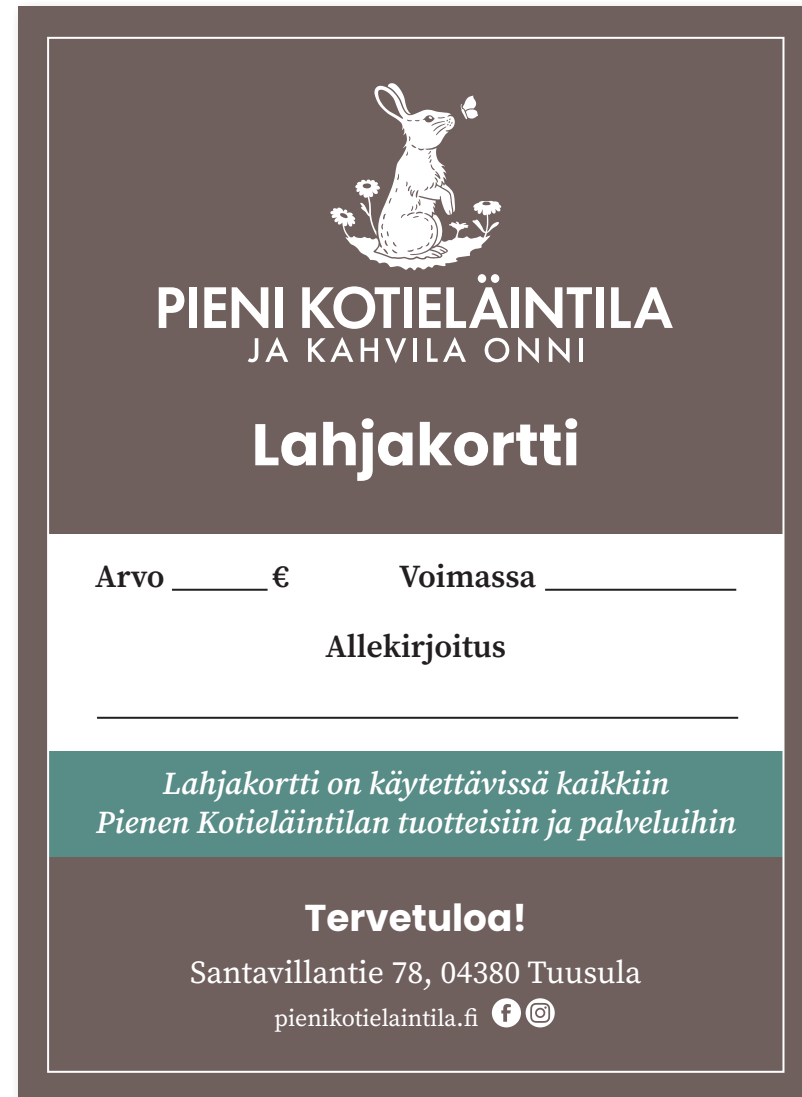 PIENI KOTIELÄINTILA
JA KAHVILA ONNI
Lahjakortti
Arvo ______ € Voimassa ____________
Allekirjoitus
Lahjakortti on käytettävissä kaikkiin
Pienen Kotieläintilan tuotteisiin ja palveluihin
Tervetuloa!
Santavillantie 78, 04380 Tuusula
pienikotielaintila.fi